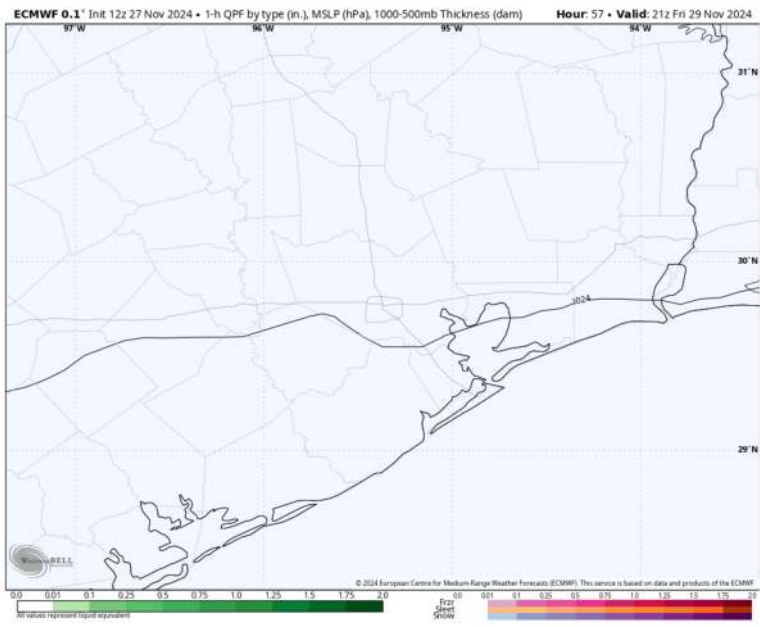 ECMWF 0.1° Init 12z 27 Nov 2024 • 1-h QPF by type (in.), MSLP (hPa), 1000-500mb Thickness (dam) Hour: 57 • Valid: 21z Fri 29 Nov 2024
97°W 96°W 95°W 94°W
31°N
30°N
1024
29°N
WeatherBELL
© 2024 European Centre for Medium-Range Weather Forecasts (ECMWF). This service is based on data and products of the ECMWF
0.0 0.01 0.1 0.25 0.5 0.75 1.0 1.25 1.5 1.75 2.0 0.0 0.01 0.1 0.25 0.5 0.75 1.0 1.25 1.5 1.75 2.0
Frzr
Sleet
Snow
All values represent liquid equivalent